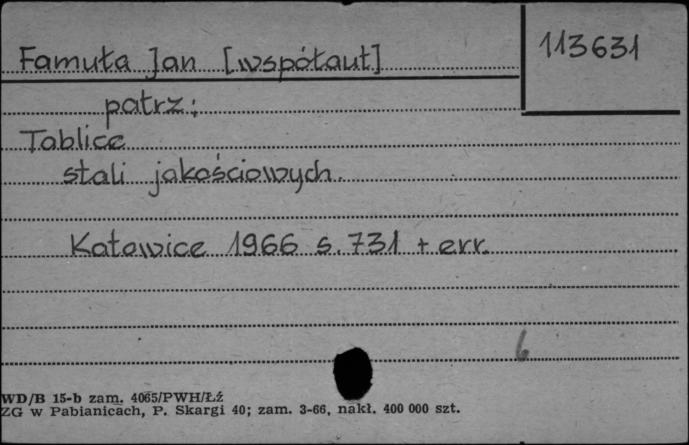 Famuła Jan [współaut]
113631
patrz:
Tablice
stali jakościowych.
Katowice 1966 s. 731 + err.
6
WD/B 15-b zam. 4065/PWH/Łź
ZG w Pabianicach, P. Skargi 40; zam. 3-66, nakł. 400 000 szt.